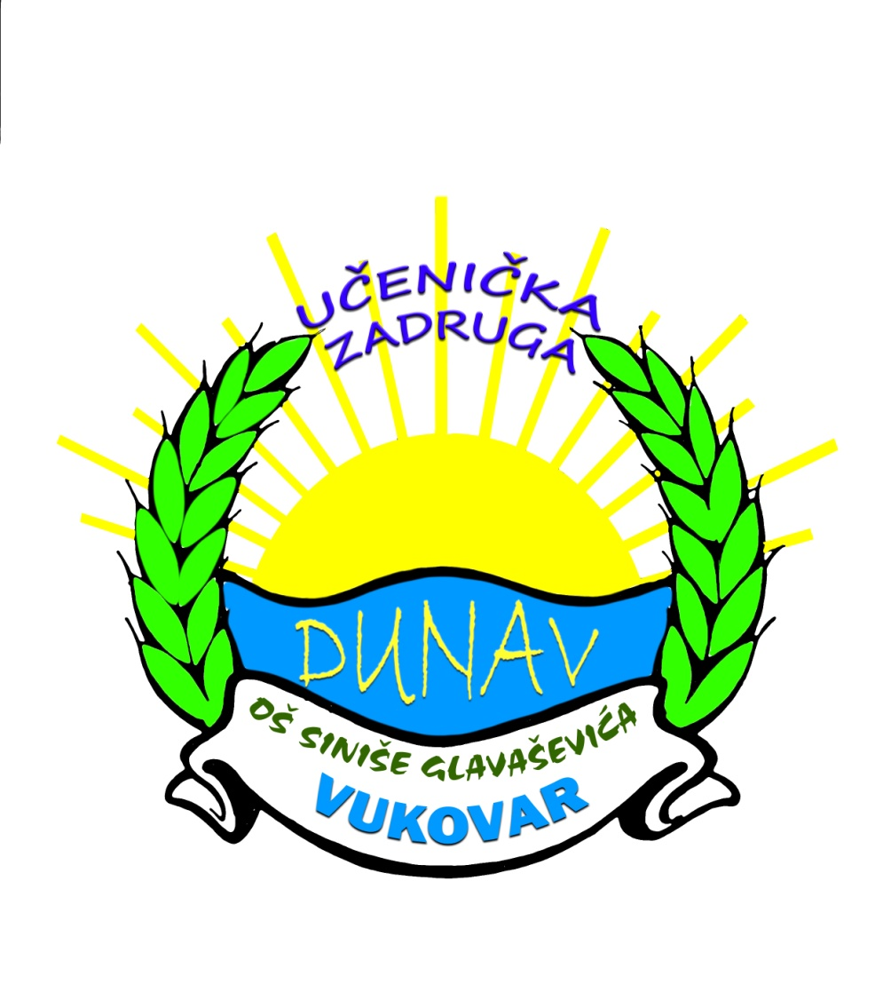 UČENIČKA
ZADRUGA
DUNAV
OŠ SINIŠE GLAVAŠEVIĆA
VUKOVAR